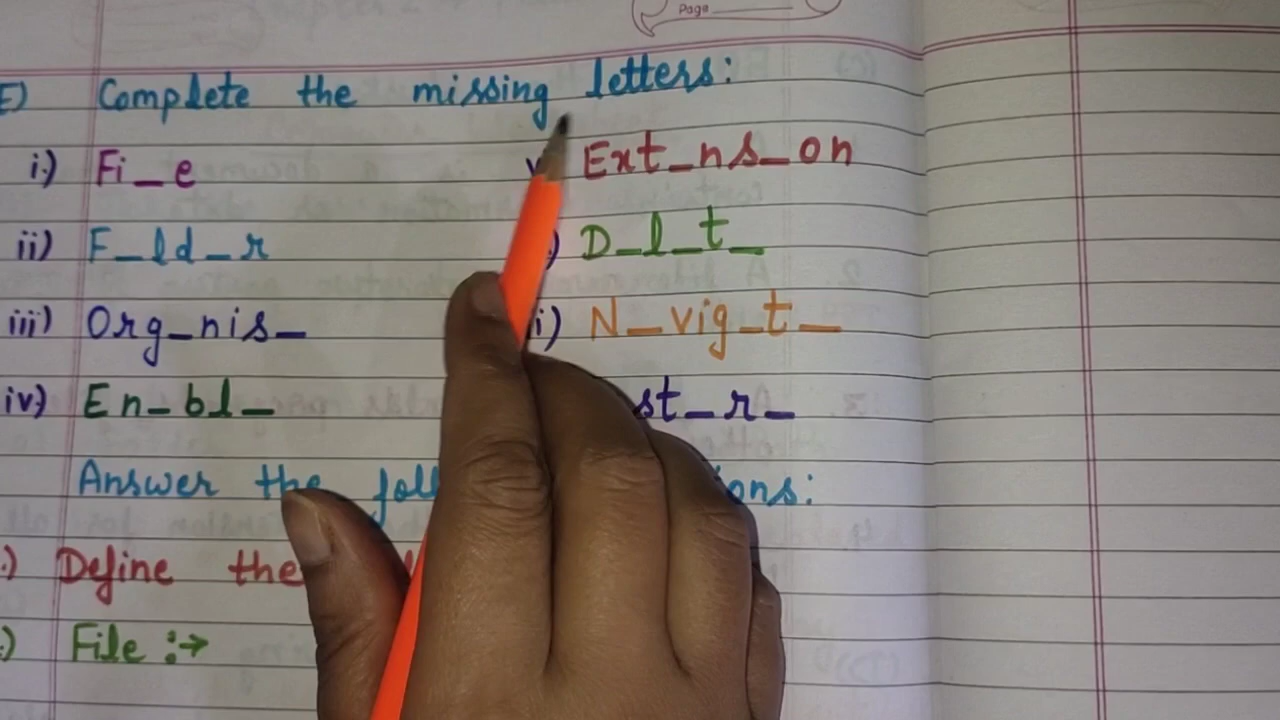 Page
E) Complete the missing letters:
i.) Fi_e
Ext_ns_on
ii) F_ld_r
D_l_t_
iii) Org_nis_
N_vig_t_
iv) En_bl_
st_r_
Answer the
Define the
File :→